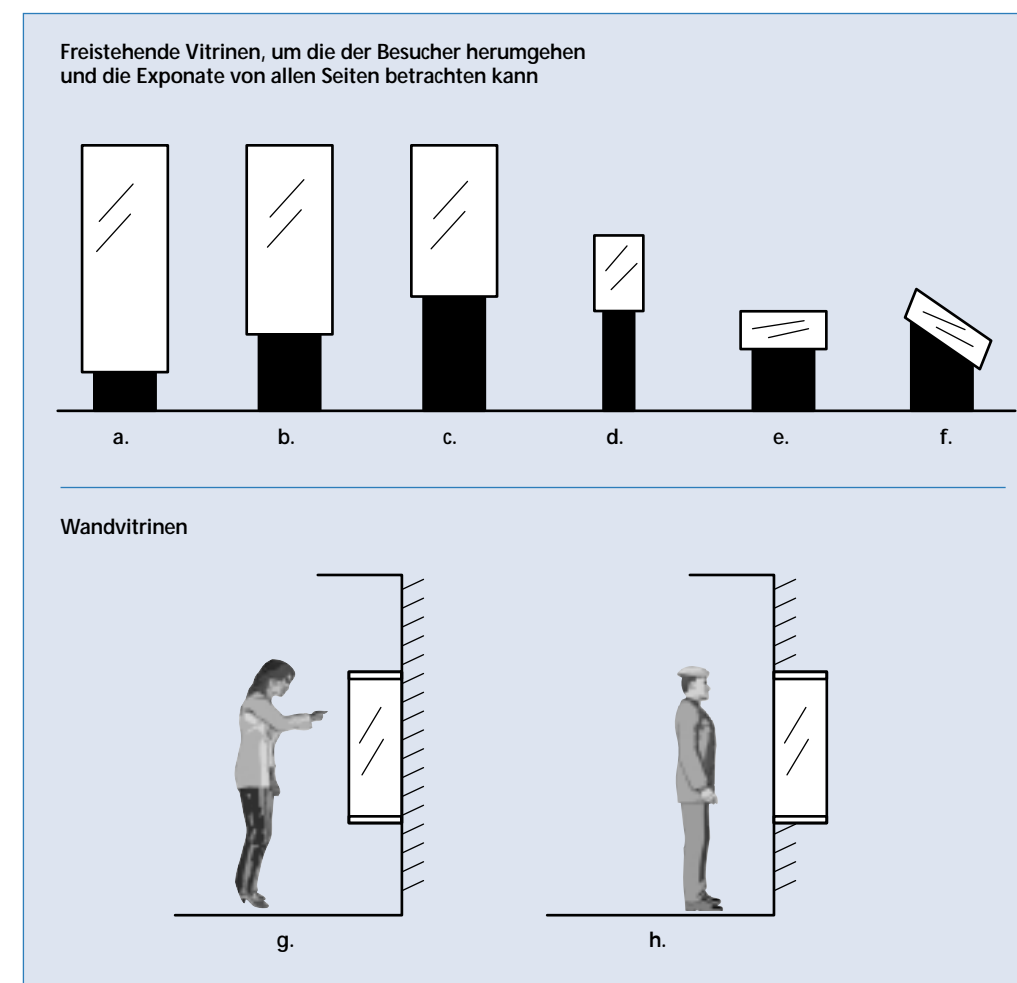 Freistehende Vitrinen, um die der Besucher herumgehen
und die Exponate von allen Seiten betrachten kann
a. b. c. d. e. f.
Wandvitrinen
g. h.